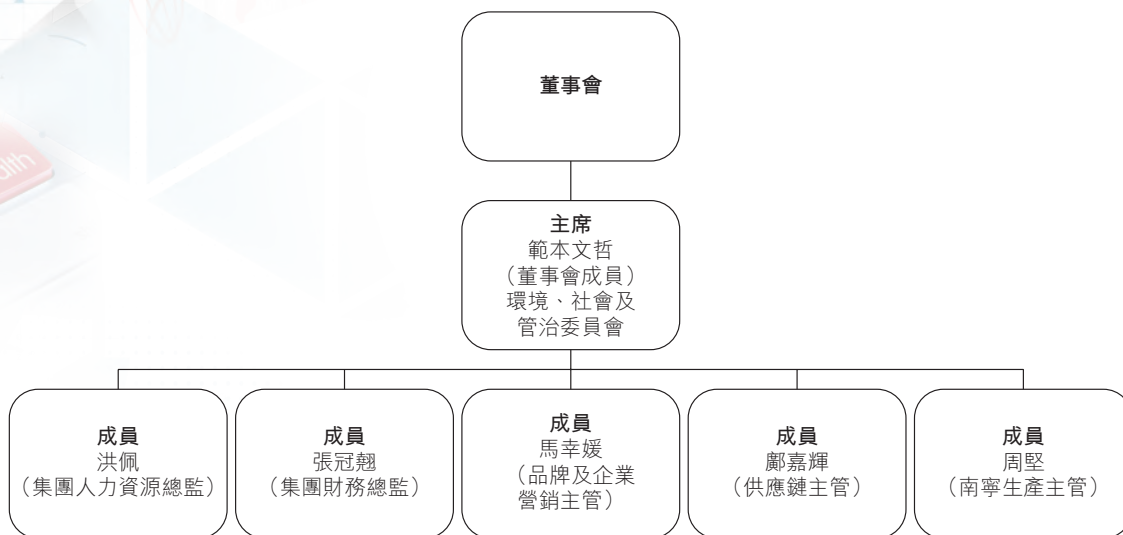 董事會
主席
範本文哲
（董事會成員）
環境、社會及
管治委員會
成員
洪佩
（集團人力資源總監）
成員
張冠翹
（集團財務總監）
成員
馬幸媛
（品牌及企業
營銷主管）
成員
鄺嘉輝
（供應鏈主管）
成員
周堅
（南寧生產主管）